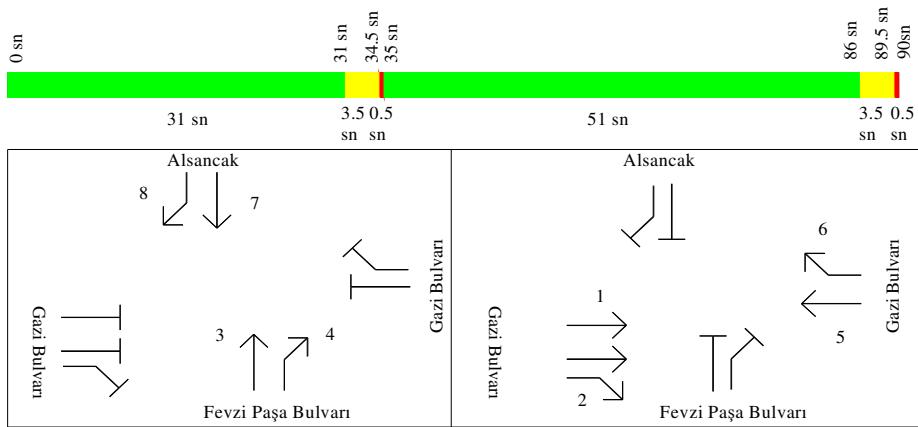 0 sn
31 sn
34.5 sn
35 sn
86 sn
89.5 sn
90sn
31 sn
3.5 sn
0.5 sn
51 sn
3.5 sn
0.5 sn
Alsancak
8
7
Gazi Bulvarı
Gazi Bulvarı
3
4
Fevzi Paşa Bulvarı
Alsancak
6
1
Gazi Bulvarı
Gazi Bulvarı
5
2
Fevzi Paşa Bulvarı